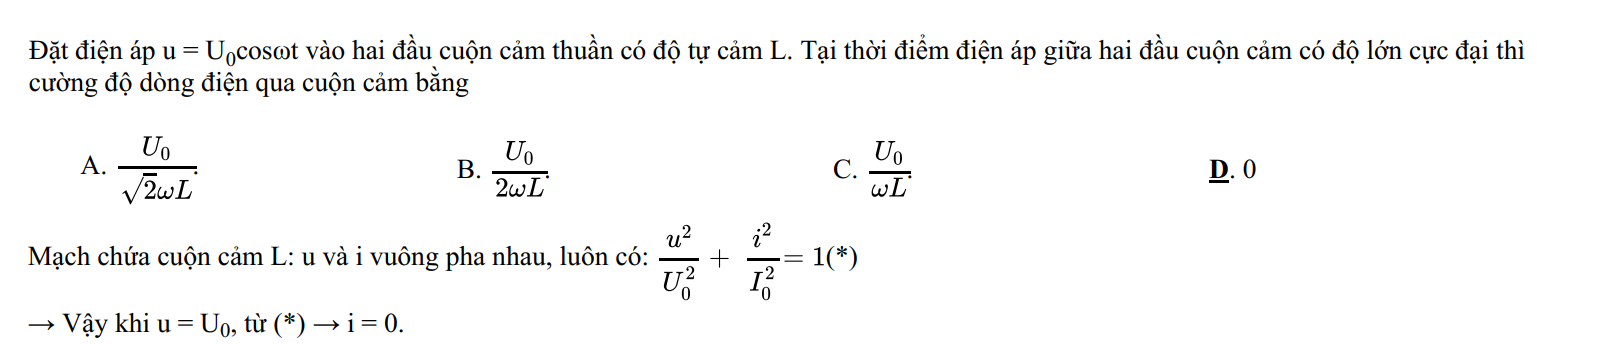 Đặt điện áp u = U₀cosωt vào hai đầu cuộn cảm thuần có độ tự cảm L. Tại thời điểm điện áp giữa hai đầu cuộn cảm có độ lớn cực đại thì
cường độ dòng điện qua cuộn cảm bằng
A. $\frac{U_0}{\sqrt{2}\omega L}$. B. $\frac{U_0}{2\omega L}$. C. $\frac{U_0}{\omega L}$. D. 0
Mạch chứa cuộn cảm L: u và i vuông pha nhau, luôn có: $\frac{u^2}{U_0^2} + \frac{i^2}{I_0^2} = 1$(*)
→ Vậy khi u = U₀, từ (*) → i = 0.